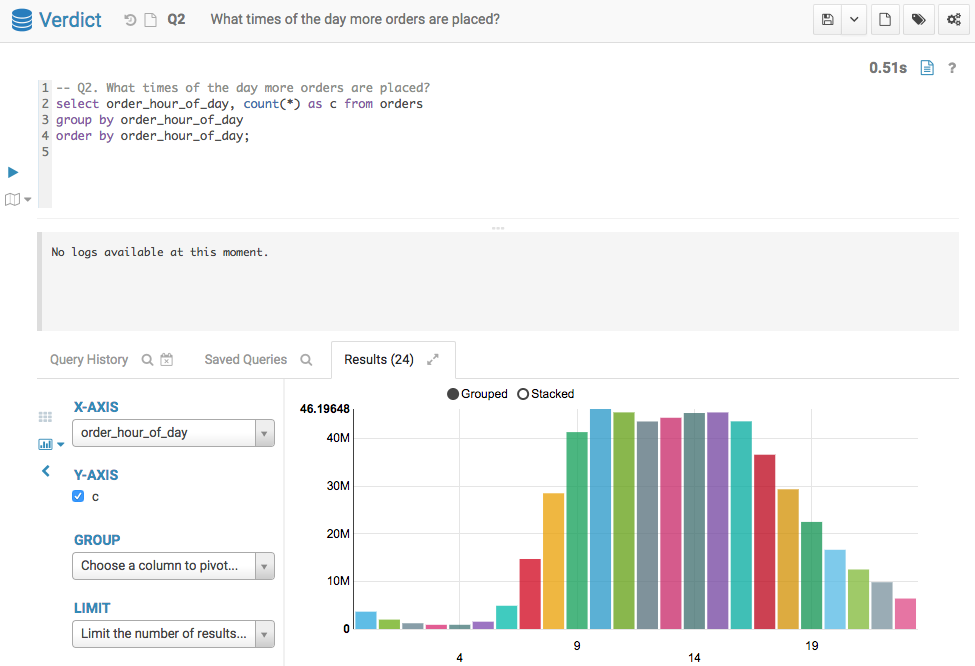 Verdict Q2 What times of the day more orders are placed?
0.51s ?
1 -- Q2. What times of the day more orders are placed?
2 select order_hour_of_day, count(*) as c from orders
3 group by order_hour_of_day
4 order by order_hour_of_day;
5
No logs available at this moment.
Query History Saved Queries Results (24)
Grouped Stacked
X-AXIS
order_hour_of_day
Y-AXIS
c
GROUP
Choose a column to pivot...
LIMIT
Limit the number of results...
46.19648
40M
30M
20M
10M
0
4
9
14
19